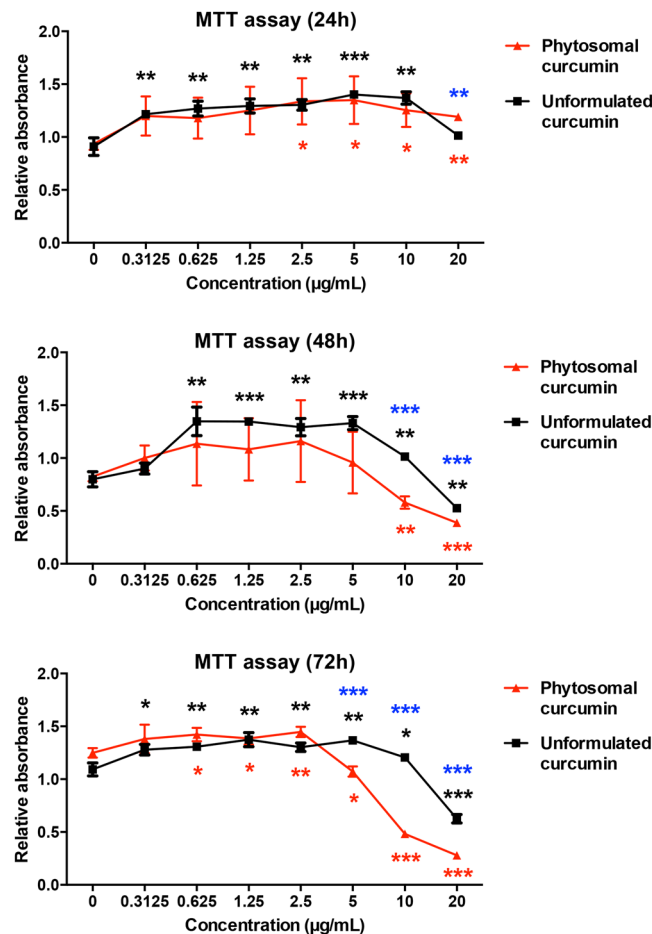 MTT assay (24h)
Relative absorbance
2.0
1.5
1.0
0.5
0.0
** ** ** ** *** ** **
* * * **
0 0.3125 0.625 1.25 2.5 5 10 20
Concentration (µg/mL)
Phytosomal
curcumin
Unformulated
curcumin
MTT assay (48h)
Relative absorbance
2.0
1.5
1.0
0.5
0.0
** *** ** *** *** **
*** **
** ***
0 0.3125 0.625 1.25 2.5 5 10 20
Concentration (µg/mL)
Phytosomal
curcumin
Unformulated
curcumin
MTT assay (72h)
Relative absorbance
2.0
1.5
1.0
0.5
0.0
*** *** ***
* ** ** ** ** * ***
* * ** * *** ***
0 0.3125 0.625 1.25 2.5 5 10 20
Concentration (µg/mL)
Phytosomal
curcumin
Unformulated
curcumin